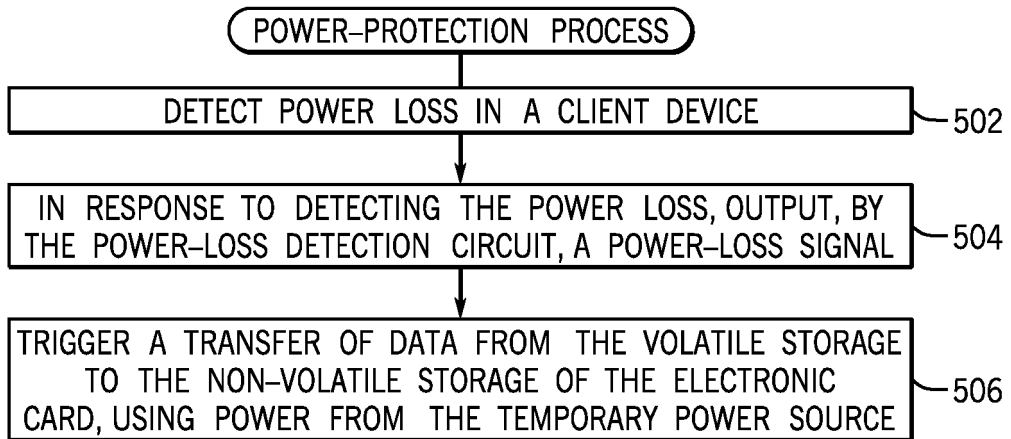 POWER–PROTECTION PROCESS
DETECT POWER LOSS IN A CLIENT DEVICE
502
IN RESPONSE TO DETECTING THE POWER LOSS, OUTPUT, BY
THE POWER–LOSS DETECTION CIRCUIT, A POWER–LOSS SIGNAL
504
TRIGGER A TRANSFER OF DATA FROM THE VOLATILE STORAGE
TO THE NON–VOLATILE STORAGE OF THE ELECTRONIC
CARD, USING POWER FROM THE TEMPORARY POWER SOURCE
506